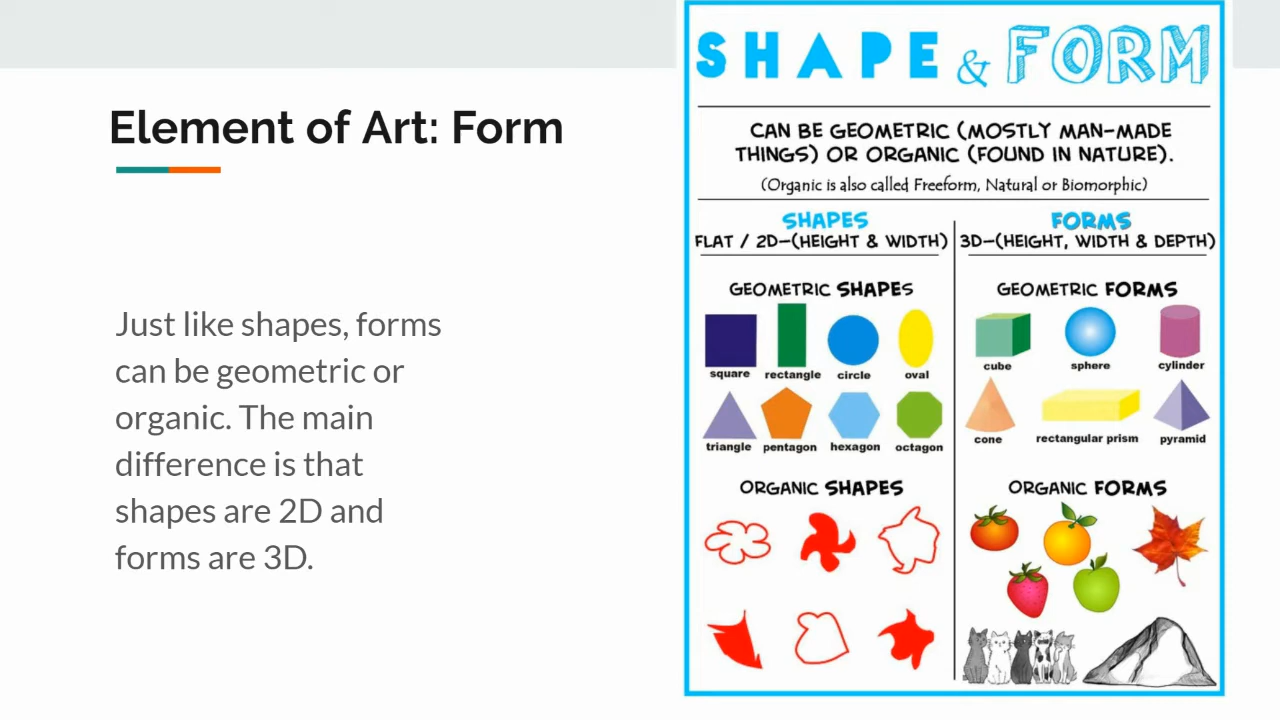 Element of Art: Form
Just like shapes, forms
can be geometric or
organic. The main
difference is that
shapes are 2D and
forms are 3D.
SHAPE & FORM
CAN BE GEOMETRIC (MOSTLY MAN-MADE
THINGS) OR ORGANIC (FOUND IN NATURE).
(Organic is also called Freeform, Natural or Biomorphic)
SHAPES
FLAT / 2D-(HEIGHT & WIDTH)
GEOMETRIC SHAPES
square rectangle circle oval
triangle pentagon hexagon octagon
ORGANIC SHAPES
FORMS
3D-(HEIGHT, WIDTH & DEPTH)
GEOMETRIC FORMS
cube sphere cylinder
cone rectangular prism pyramid
ORGANIC FORMS